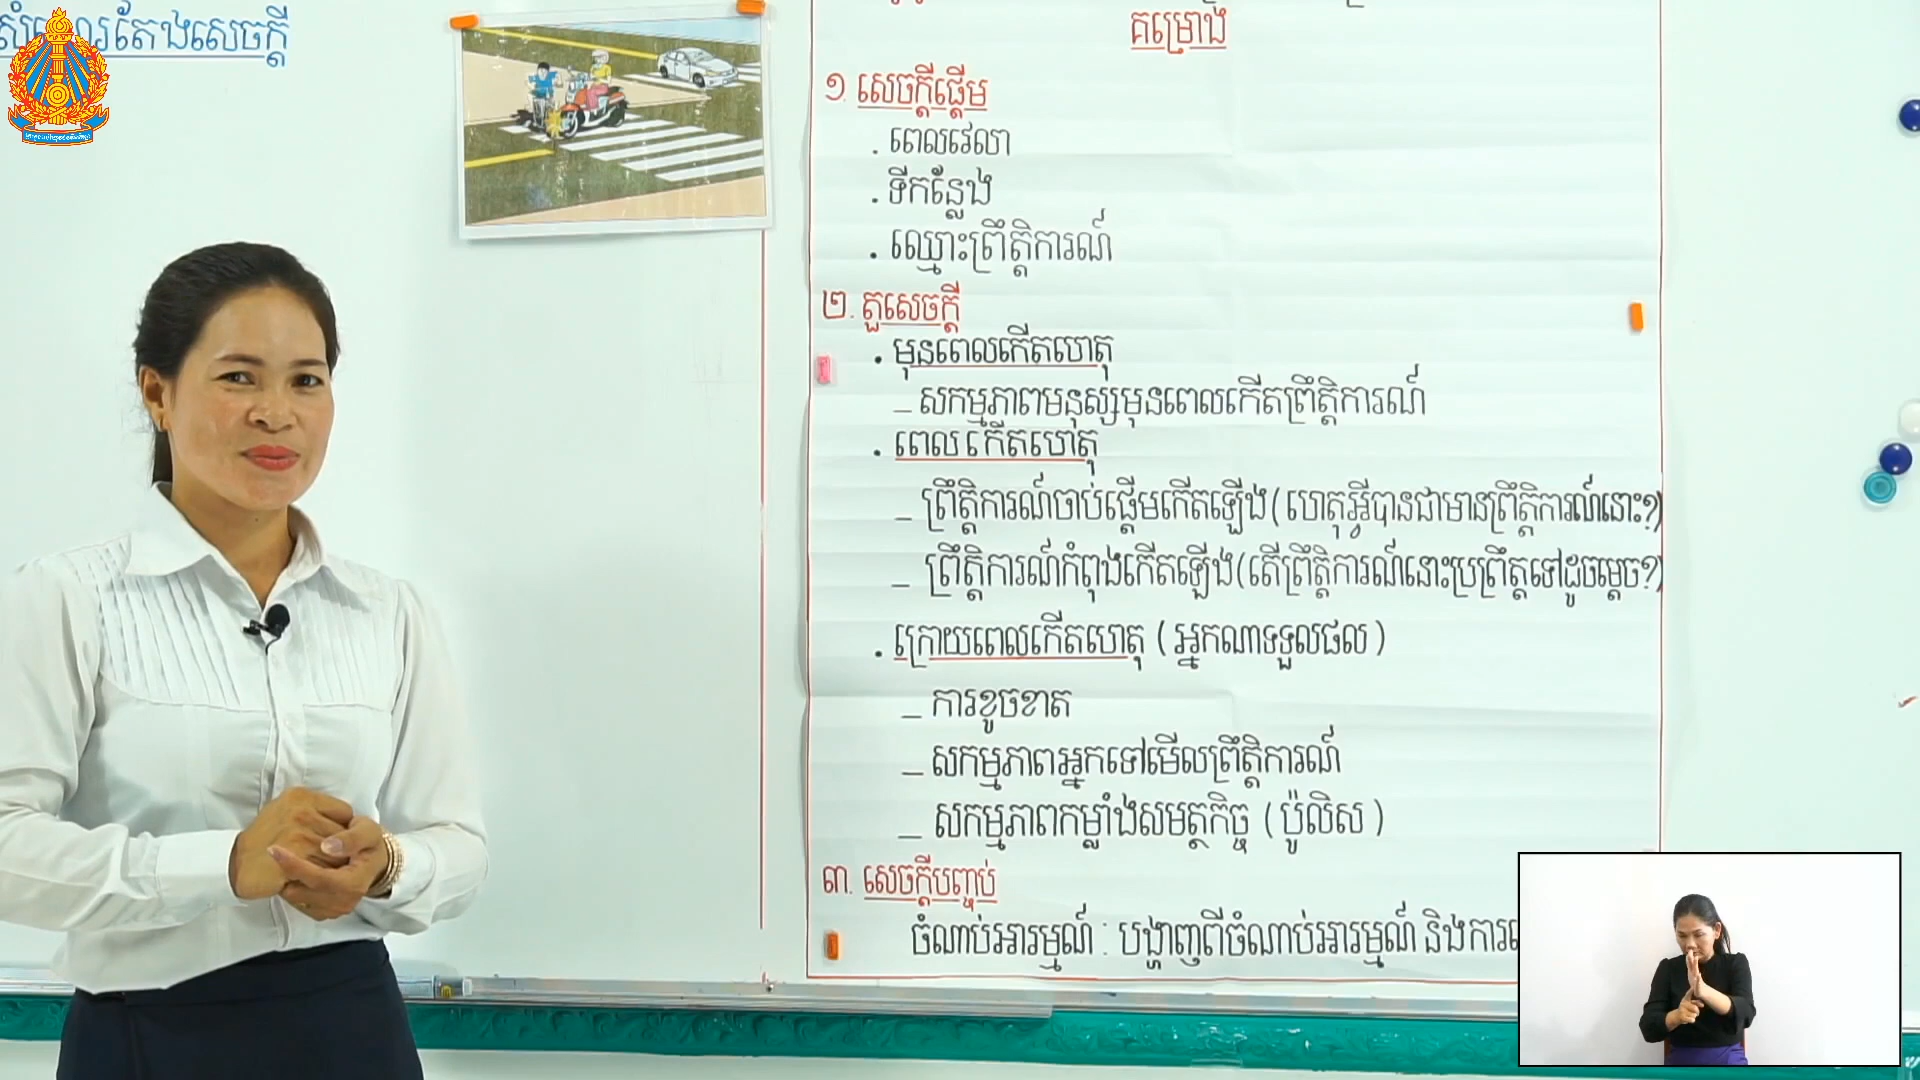 តែងសេចក្ដី
គម្រោង
១. សេចក្ដីផ្ដើម
. ពេលវេលា
. ទីកន្លែង
. ឈ្មោះព្រឹត្តិការណ៍
២. តួសេចក្ដី
. មុនពេលកើតហេតុ
_ សកម្មភាពមនុស្សមុនពេលកើតព្រឹត្តិការណ៍
. ពេលកើតហេតុ
_ ព្រឹត្តិការណ៍ចាប់ផ្ដើមកើតឡើង(ហេតុអ្វីបានជាមានព្រឹត្តិការណ៍នោះ?)
_ ព្រឹត្តិការណ៍កំពុងកើតឡើង(តើព្រឹត្តិការណ៍នោះប្រព្រឹត្តទៅដូចម្ដេច?)
. ក្រោយពេលកើតហេតុ (អ្នកណាទទួលផល)
_ ការខូចខាត
_ សកម្មភាពអ្នកទៅមើលព្រឹត្តិការណ៍
_ សកម្មភាពកម្លាំងសមត្ថកិច្ច (ប៉ូលិស)
៣. សេចក្ដីបញ្ចប់
ចំណាប់អារម្មណ៍ : បង្ហាញពីចំណាប់អារម្មណ៍ និងការ